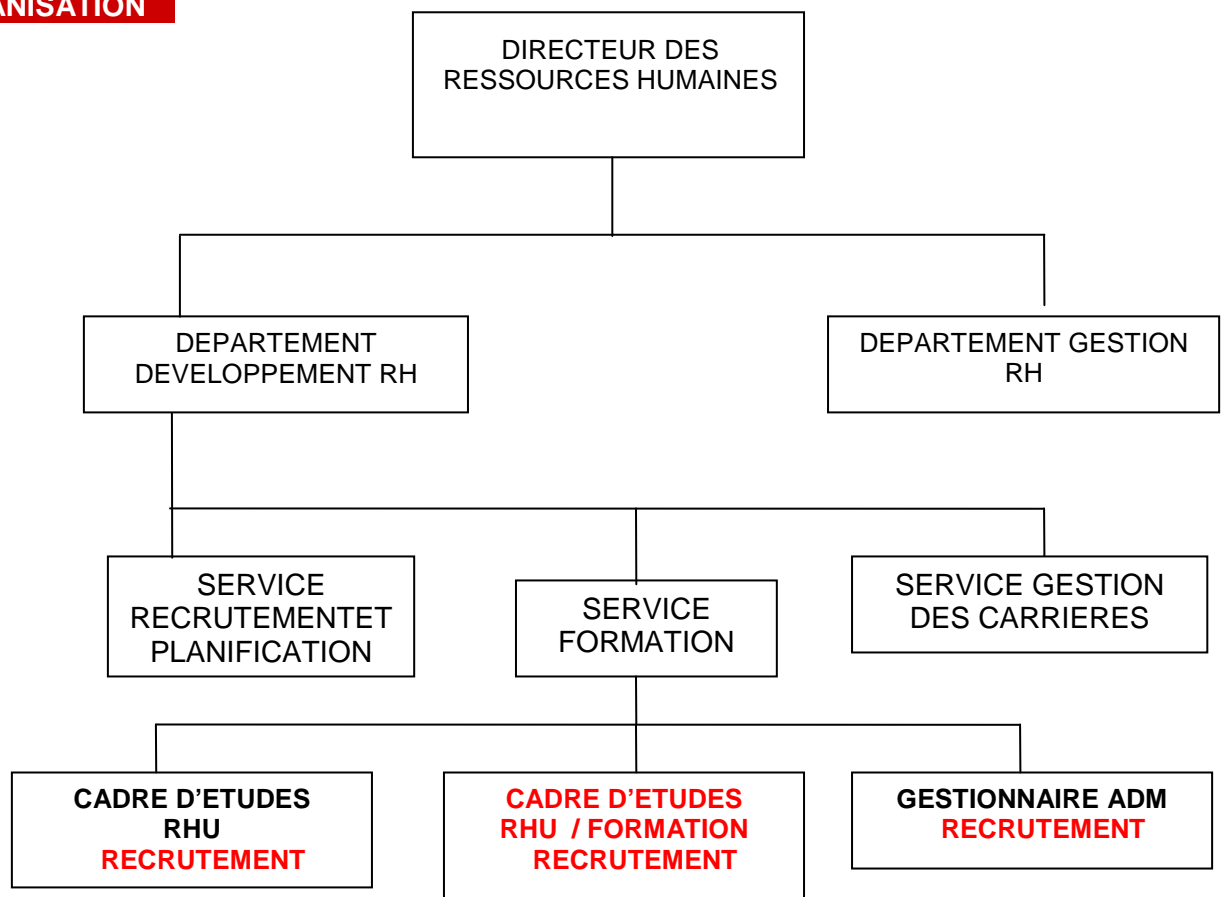 ANISATION
DIRECTEUR DES
RESSOURCES HUMAINES
DEPARTEMENT
DEVELOPPEMENT RH
DEPARTEMENT GESTION
RH
SERVICE
RECRUTEMENTET
PLANIFICATION
SERVICE
FORMATION
SERVICE GESTION
DES CARRIERES
CADRE D’ETUDES
RHU
RECRUTEMENT
CADRE D’ETUDES
RHU / FORMATION
RECRUTEMENT
GESTIONNAIRE ADM
RECRUTEMENT